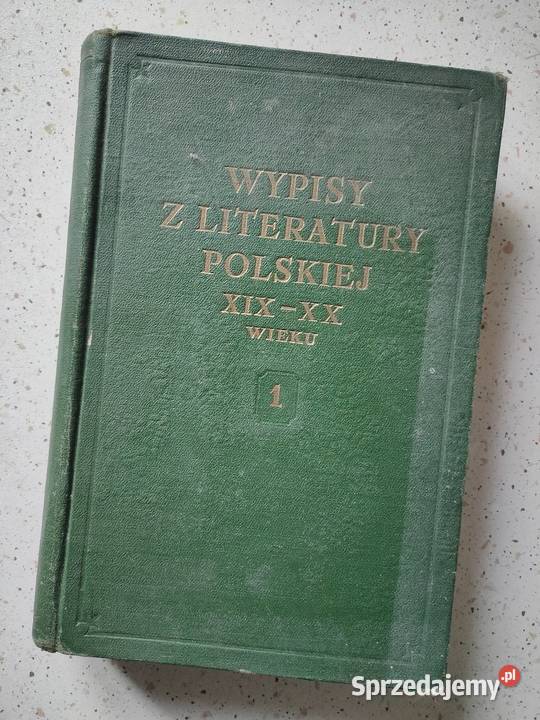 WYPISY
Z LITERATURY
POLSKIEJ
XIX–XX
WIEKU
1
Sprzedajemy.pl